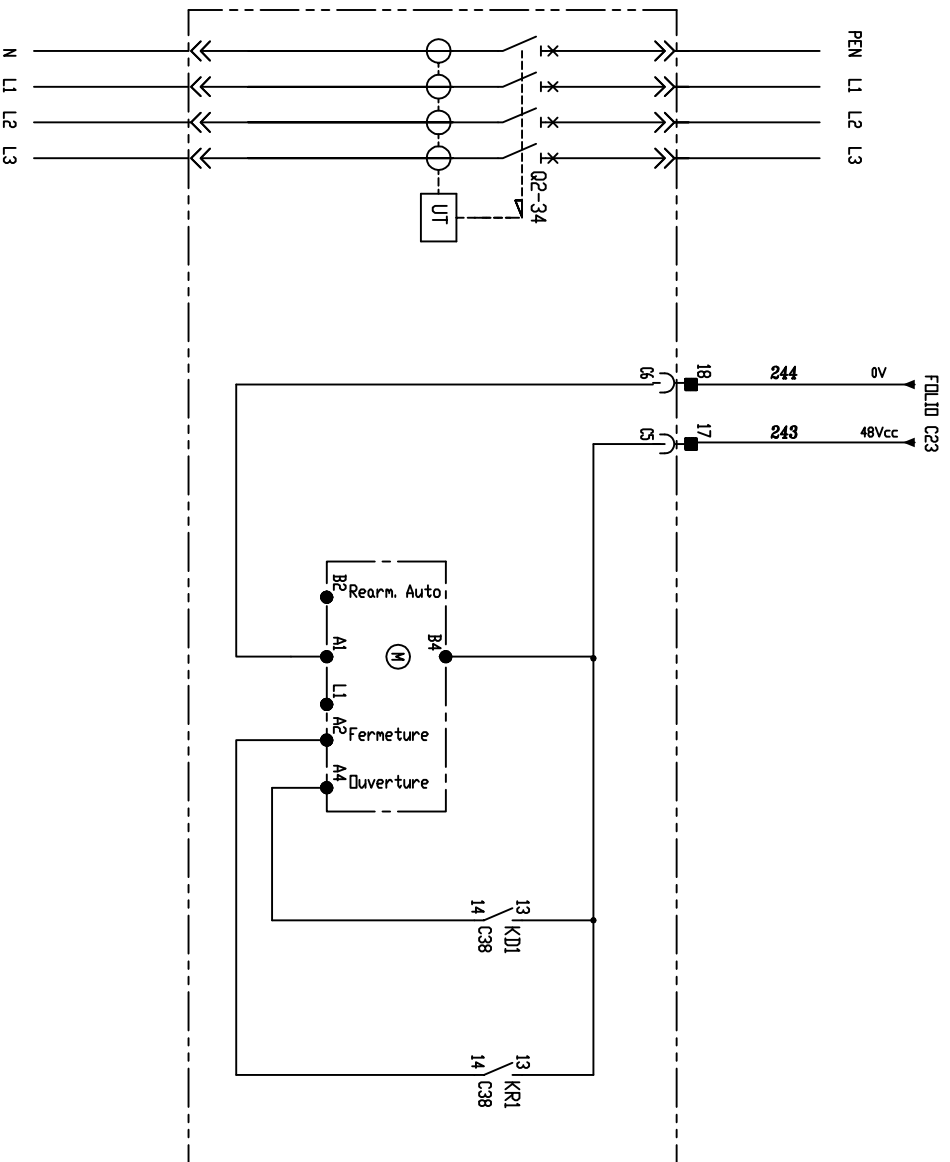 PEN
L1
L2
L3
N
L1
L2
L3
Q2-34
UT
FOLIO C23
0V
244
18
C6
48Vcc
243
17
C5
B2
Rearm. Auto
A1
M
B4
L1
A2
Fermeture
A4
Ouverture
13
KD1
14
C38
13
KR1
14
C38